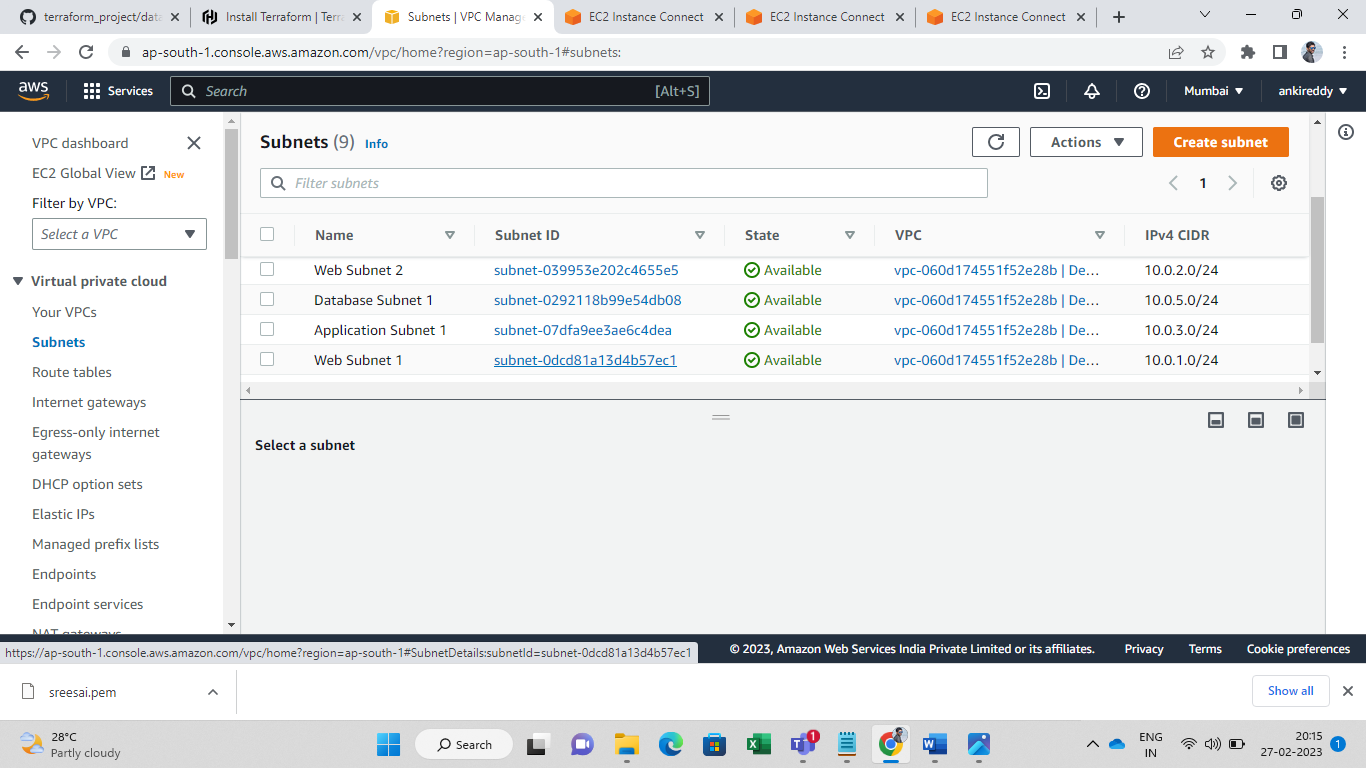 terraform_project/data
Install Terraform | Terra
Subnets | VPC Manage
EC2 Instance Connect
EC2 Instance Connect
EC2 Instance Connect
ap-south-1.console.aws.amazon.com/vpc/home?region=ap-south-1#subnets:
aws
Services
Search
[Alt+S]
Mumbai
ankireddy
VPC dashboard
EC2 Global View New
Filter by VPC:
Select a VPC
Virtual private cloud
Your VPCs
Subnets
Route tables
Internet gateways
Egress-only internet
gateways
DHCP option sets
Elastic IPs
Managed prefix lists
Endpoints
Endpoint services
NAT gateways
Subnets (9) Info
Actions
Create subnet
Filter subnets
1
Name Subnet ID State VPC IPv4 CIDR
Web Subnet 2 subnet-039953e202c4655e5 Available vpc-060d174551f52e28b | De... 10.0.2.0/24
Database Subnet 1 subnet-0292118b99e54db08 Available vpc-060d174551f52e28b | De... 10.0.5.0/24
Application Subnet 1 subnet-07dfa9ee3ae6c4dea Available vpc-060d174551f52e28b | De... 10.0.3.0/24
Web Subnet 1 subnet-0dcd81a13d4b57ec1 Available vpc-060d174551f52e28b | De... 10.0.1.0/24
Select a subnet
https://ap-south-1.console.aws.amazon.com/vpc/home?region=ap-south-1#SubnetDetails:subnetId=subnet-0dcd81a13d4b57ec1
© 2023, Amazon Web Services India Private Limited or its affiliates.
Privacy
Terms
Cookie preferences
sreesai.pem
Show all
28°C
Partly cloudy
Search
1
ENG
IN
20:15
27-02-2023
1